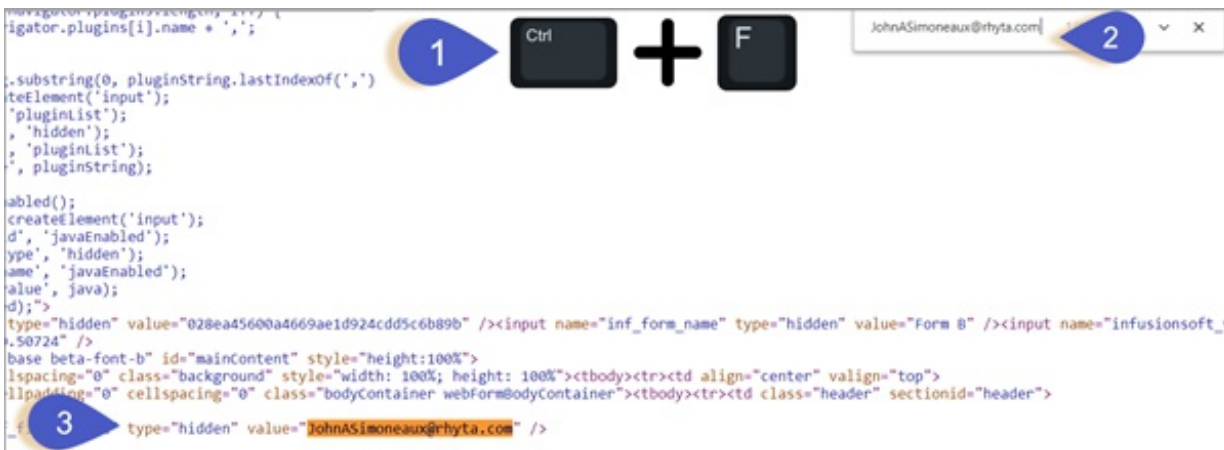 rigator.plugins[i].name + ',';
1
Ctrl
F
JohnASimoneaux@rhyta.com
2
.substring(0, pluginString.lastIndexOf(',')
ateElement('input');
'pluginList');
, 'hidden');
, 'pluginList');
, pluginString);
abled();
createElement('input');
d', 'javaEnabled');
ype', 'hidden');
ame', 'javaEnabled');
alue', java);
d);">
type="hidden" value="028ea45600a4669ae1d924cdd5c6b89b" /><input name="inf_form_name" type="hidden" value="Form B" /><input name="infusionsoft_
.50724" />
base beta-font-b" id="mainContent" style="height:100%">
lspacing="0" class="background" style="width: 100%; height: 100%"><tbody><tr><td align="center" valign="top">
llpadding="0" cellspacing="0" class="bodyContainer webFormBodyContainer"><tbody><tr><td class="header" sectionid="header">
3
type="hidden" value="JohnASimoneaux@rhyta.com" />